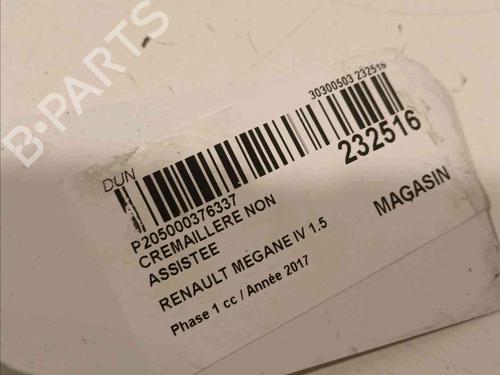 B-PARTS
30300503 232516
DUN
232516
P205000376337
CREMAILLERE NON
ASSISTEE
MAGASIN
RENAULT MEGANE IV 1.5
Phase 1 cc / Année 2017